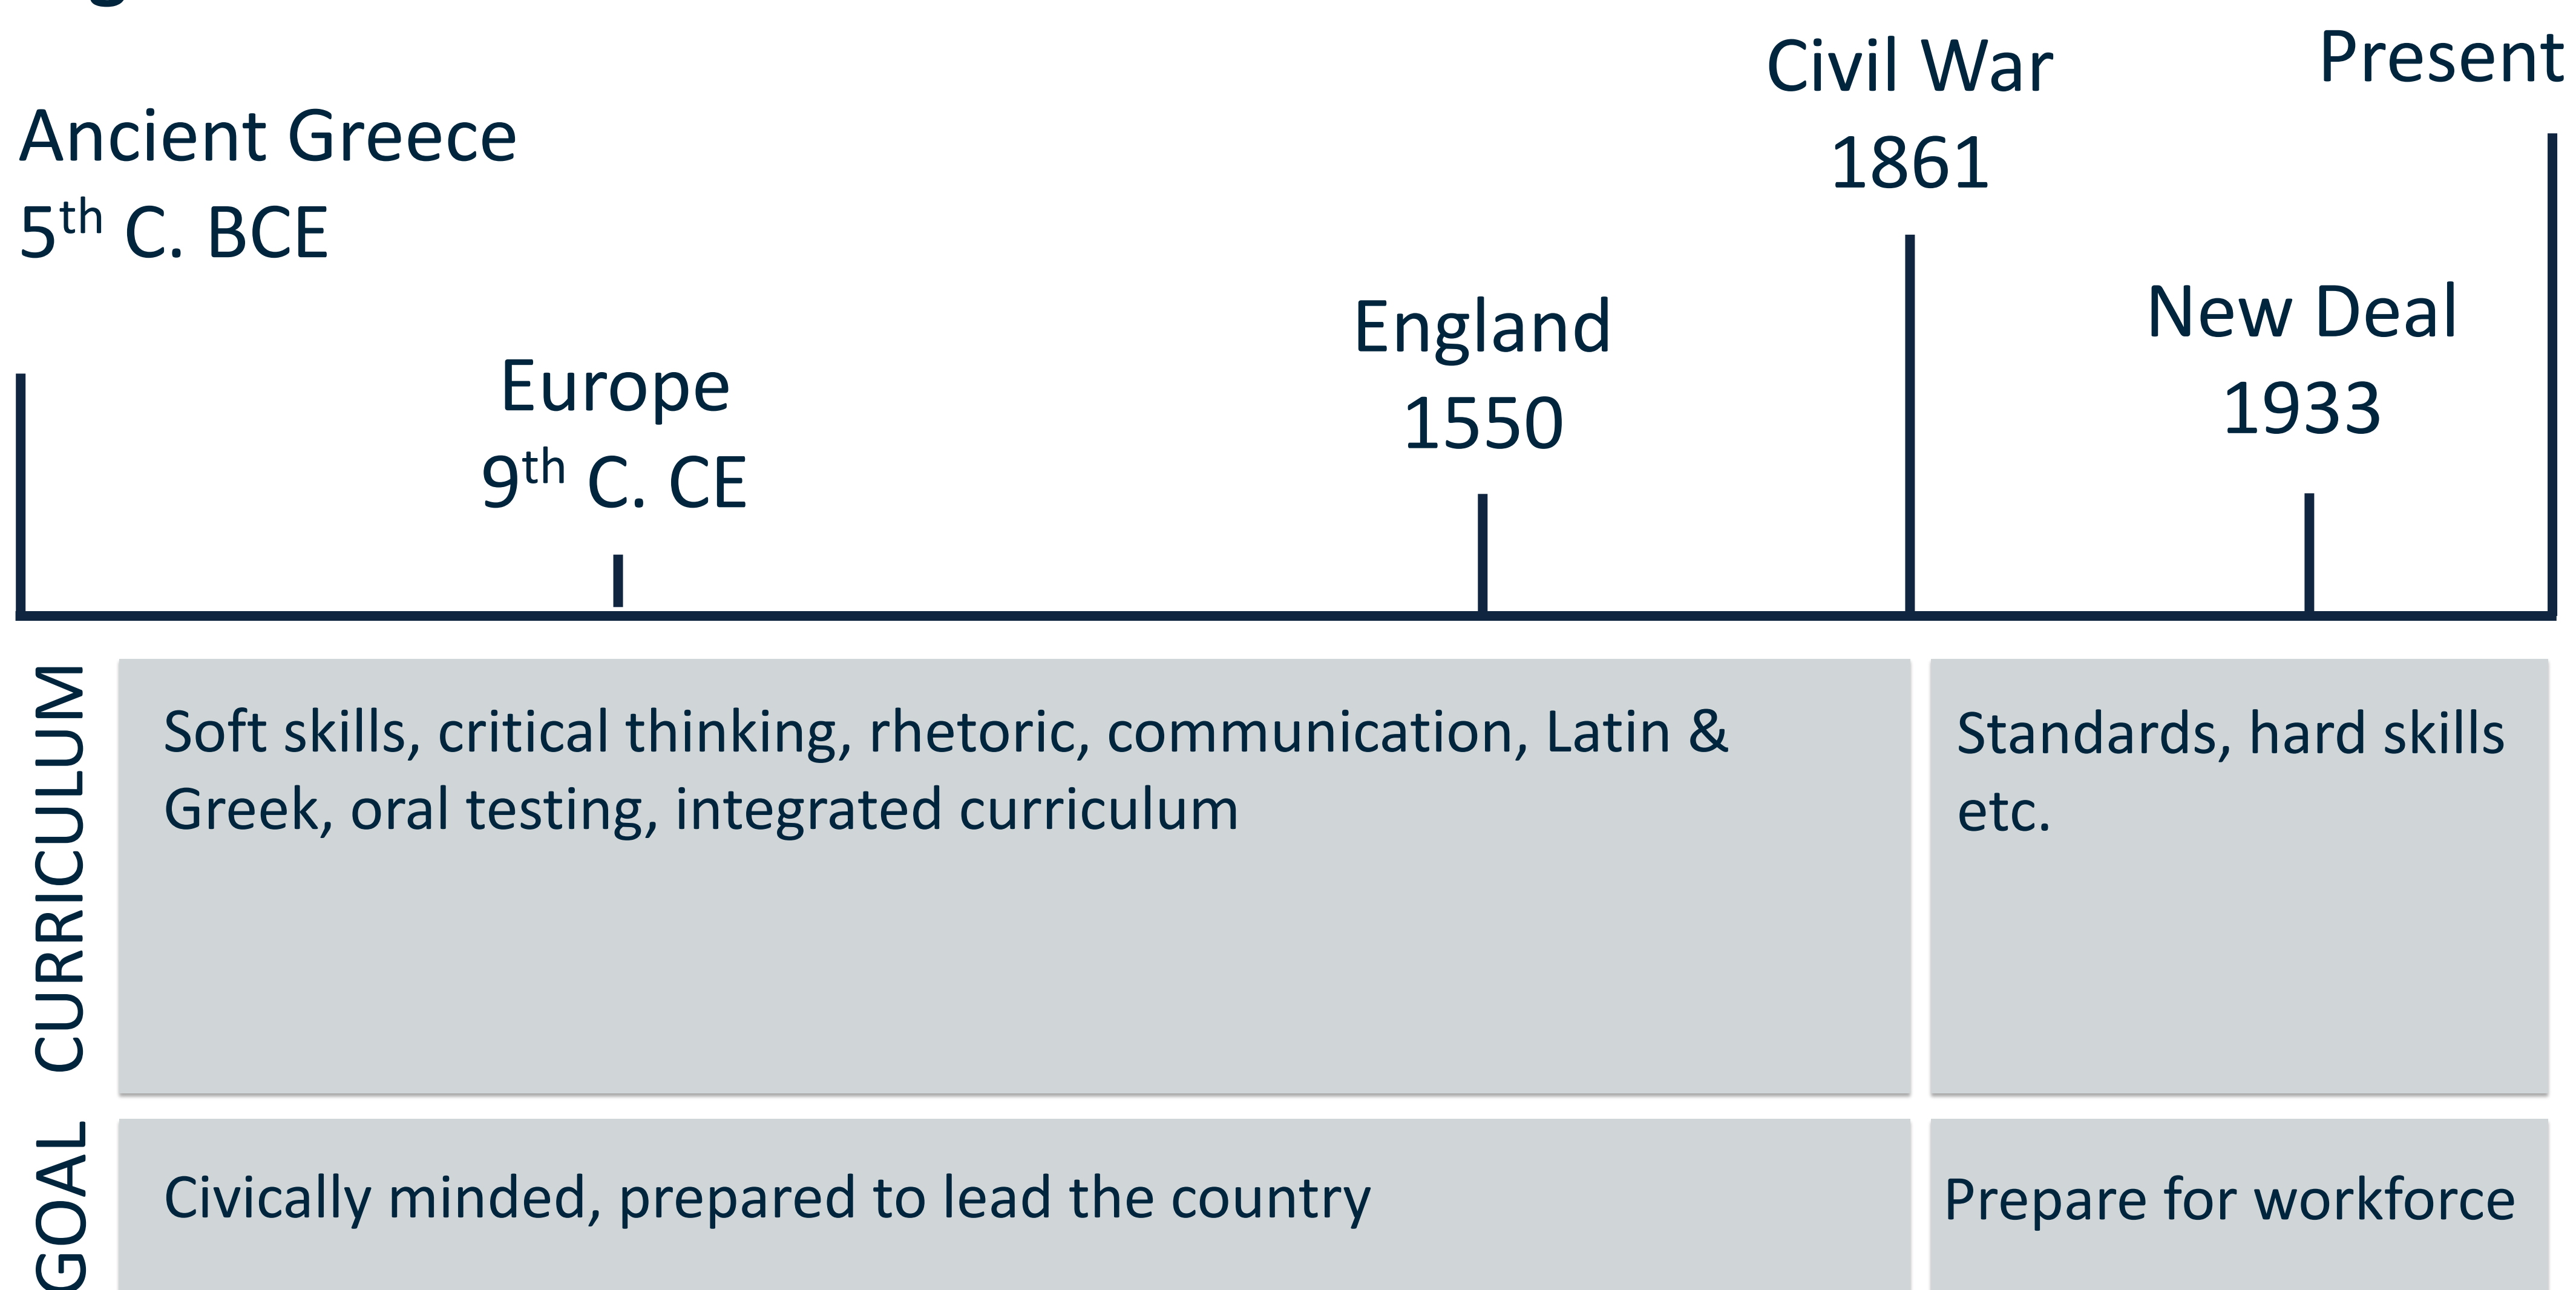 Ancient Greece
5th C. BCE
Europe
9th C. CE
England
1550
Civil War
1861
New Deal
1933
Present
CURRICULUM
Soft skills, critical thinking, rhetoric, communication, Latin &
Greek, oral testing, integrated curriculum
Standards, hard skills
etc.
GOAL
Civically minded, prepared to lead the country
Prepare for workforce